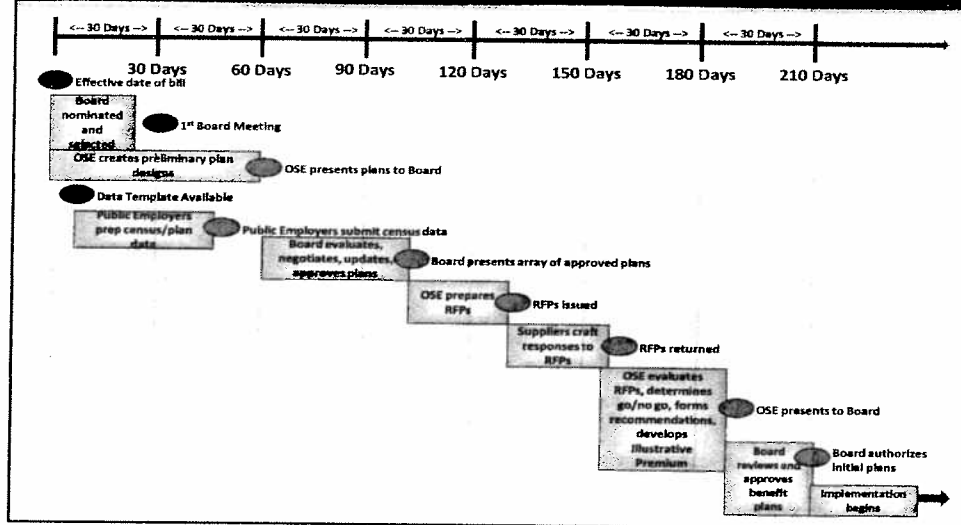 <-- 30 Days --> <-- 30 Days --> <-- 30 Days --> <-- 30 Days --> <-- 30 Days --> <-- 30 Days --> <-- 30 Days -->
30 Days 60 Days 90 Days 120 Days 150 Days 180 Days 210 Days
Effective date of bill
Board
nominated
and
selected
1st Board Meeting
OSE creates preliminary plan
designs
OSE presents plans to Board
Data Template Available
Public Employers
prep census/plan
data
Public Employers submit census data
Board evaluates,
negotiates, updates,
approves plans
Board presents array of approved plans
OSE prepares
RFPs
RFPs issued
Suppliers craft
responses to
RFPs
RFPs returned
OSE evaluates
RFPs, determines
go/no go, forms
recommendations,
develops
Illustrative
Premium
OSE presents to Board
Board
reviews and
approves
benefit
plans
Board authorizes
initial plans
Implementation
begins